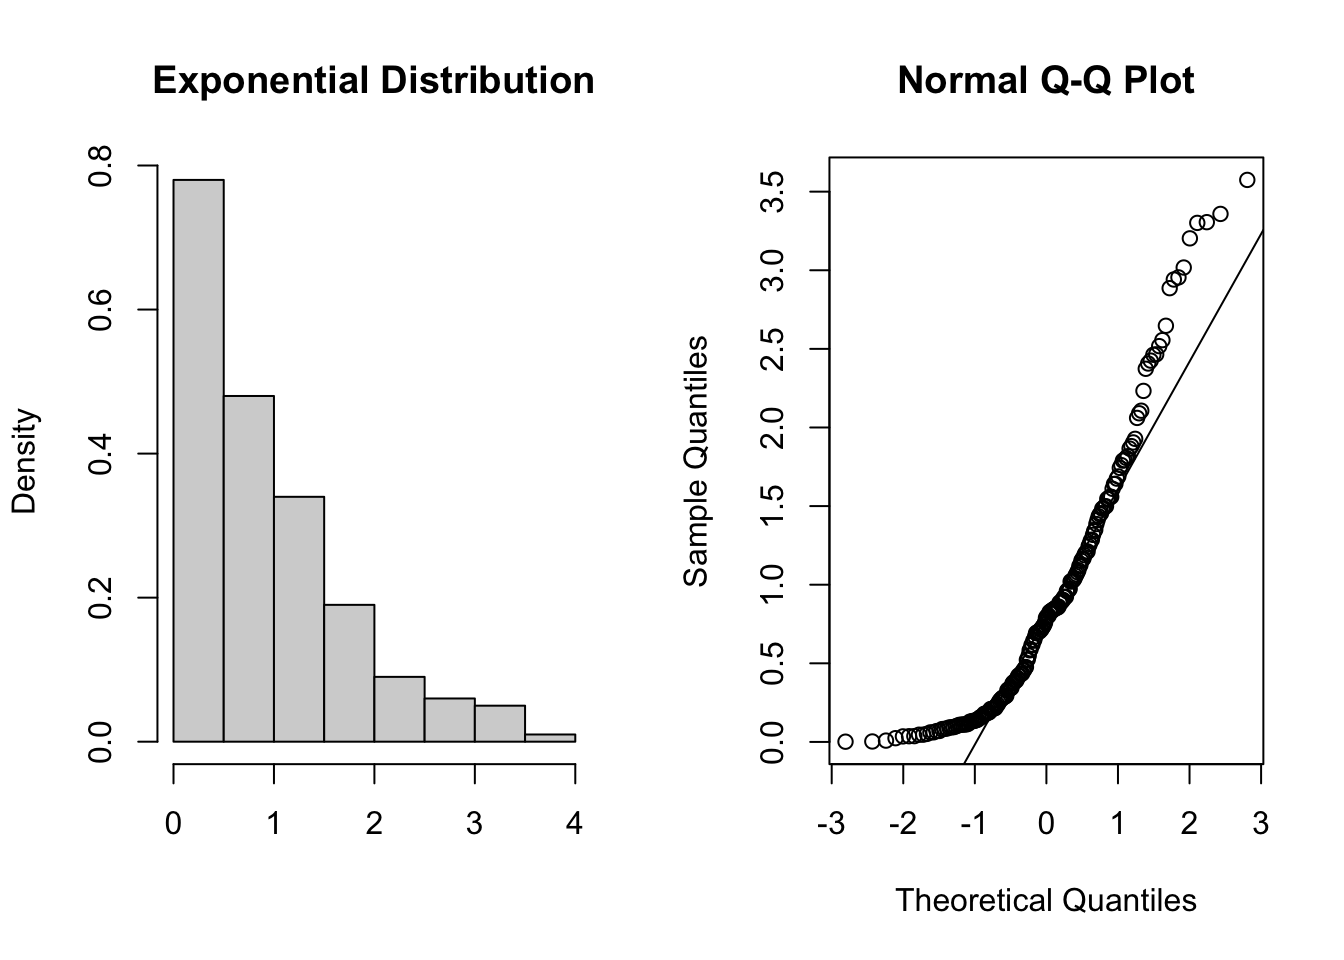 Exponential Distribution
Density
0.0
0.2
0.4
0.6
0.8
0 1 2 3 4
Normal Q-Q Plot
Sample Quantiles
0.0
0.5
1.0
1.5
2.0
2.5
3.0
3.5
-3 -2 -1 0 1 2 3
Theoretical Quantiles